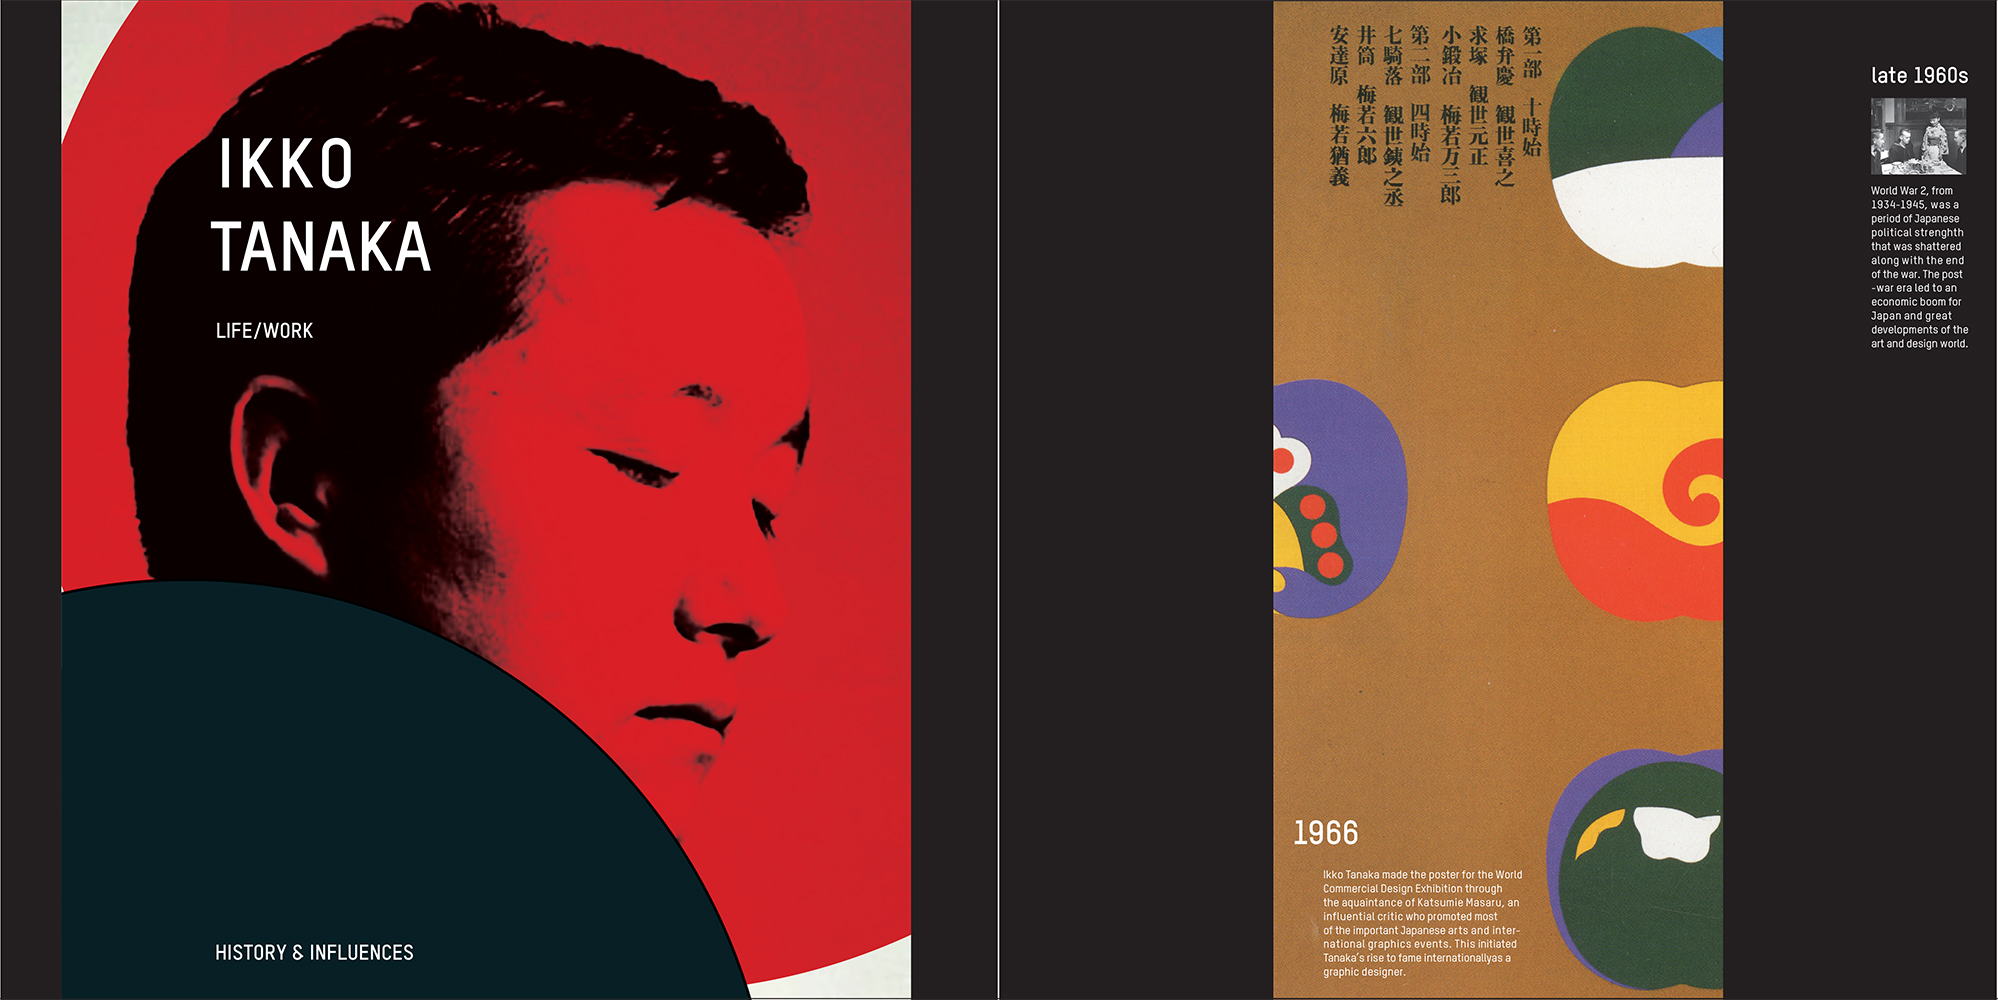 IKKO
TANAKA
LIFE/WORK
HISTORY & INFLUENCES
第一部 十時始
橋弁慶 観世喜之
求塚 観世元正
小鍛冶 梅若万三郎
第二部 四時始
七騎落 観世銕之丞
井筒 梅若六郎
安達原 梅若猶義
1966
Ikko Tanaka made the poster for the World
Commercial Design Exhibition through
the aquaintance of Katsumie Masaru, an
influential critic who promoted most
of the important Japanese arts and inter-
national graphics events. This initiated
Tanaka's rise to fame internationallyas a
graphic designer.
late 1960s
World War 2, from
1934-1945, was a
period of Japanese
political strenghth
that was shattered
along with the end
of the war. The post
-war era led to an
economic boom for
Japan and great
developments of the
art and design world.